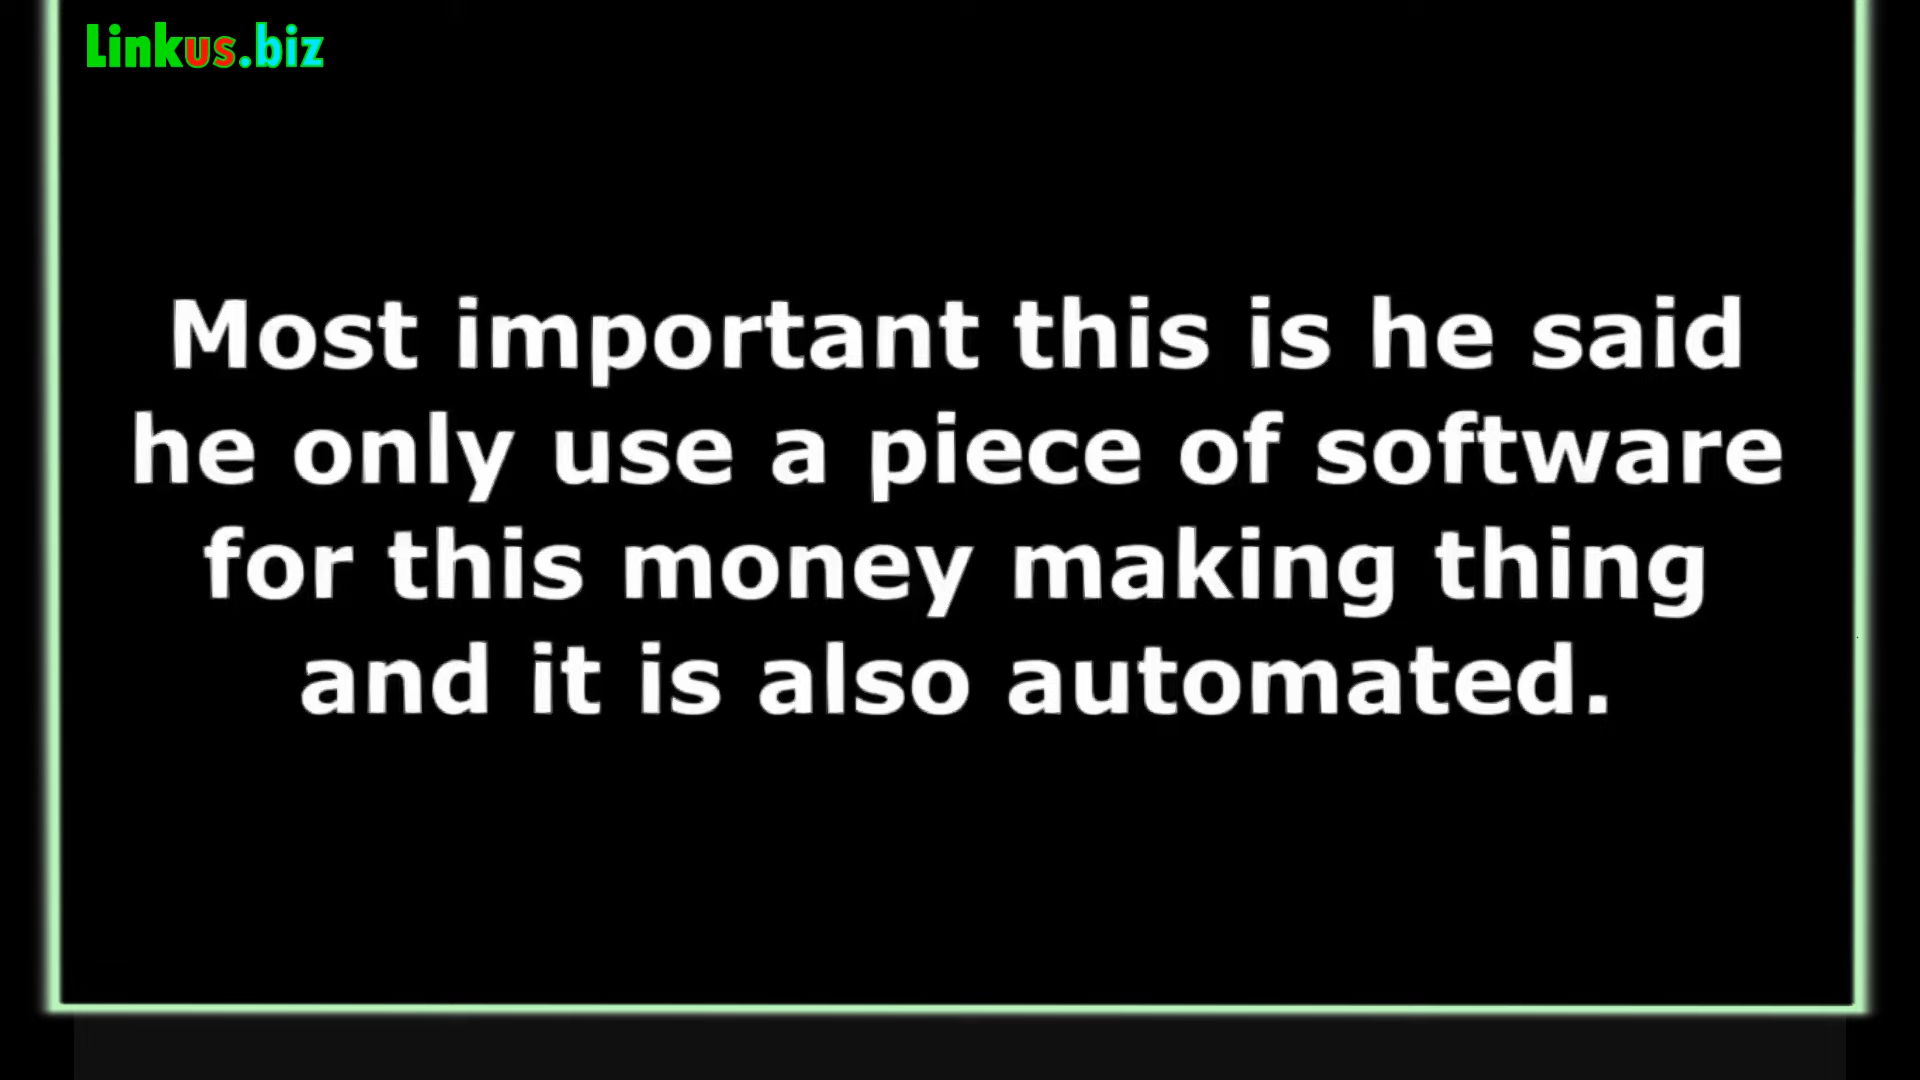 Linkus.biz
Most important this is he said
he only use a piece of software
for this money making thing
and it is also automated.